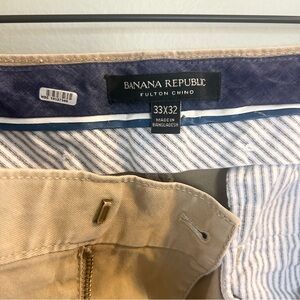 BANANA REPUBLIC
FULTON CHINO
33X32
MADE IN
BANGLADESH